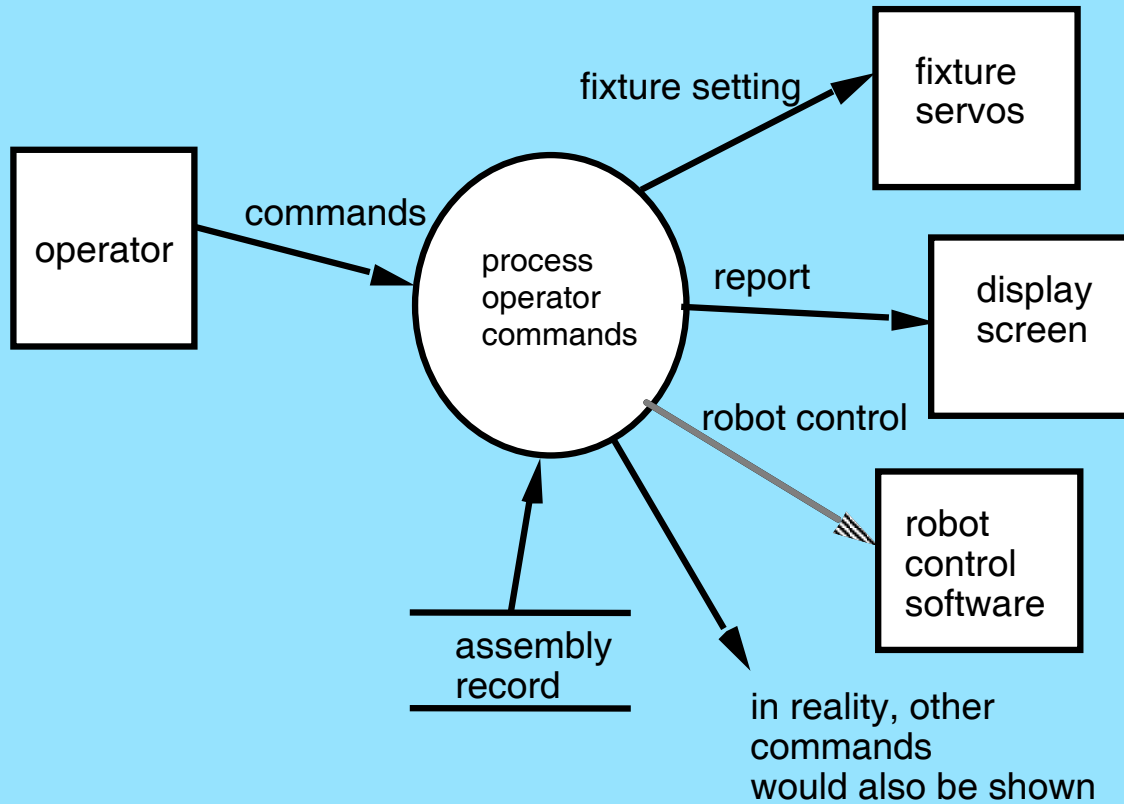 operator
commands
process
operator
commands
fixture setting
fixture
servos
report
display
screen
robot control
robot
control
software
assembly
record
in reality, other
commands
would also be shown